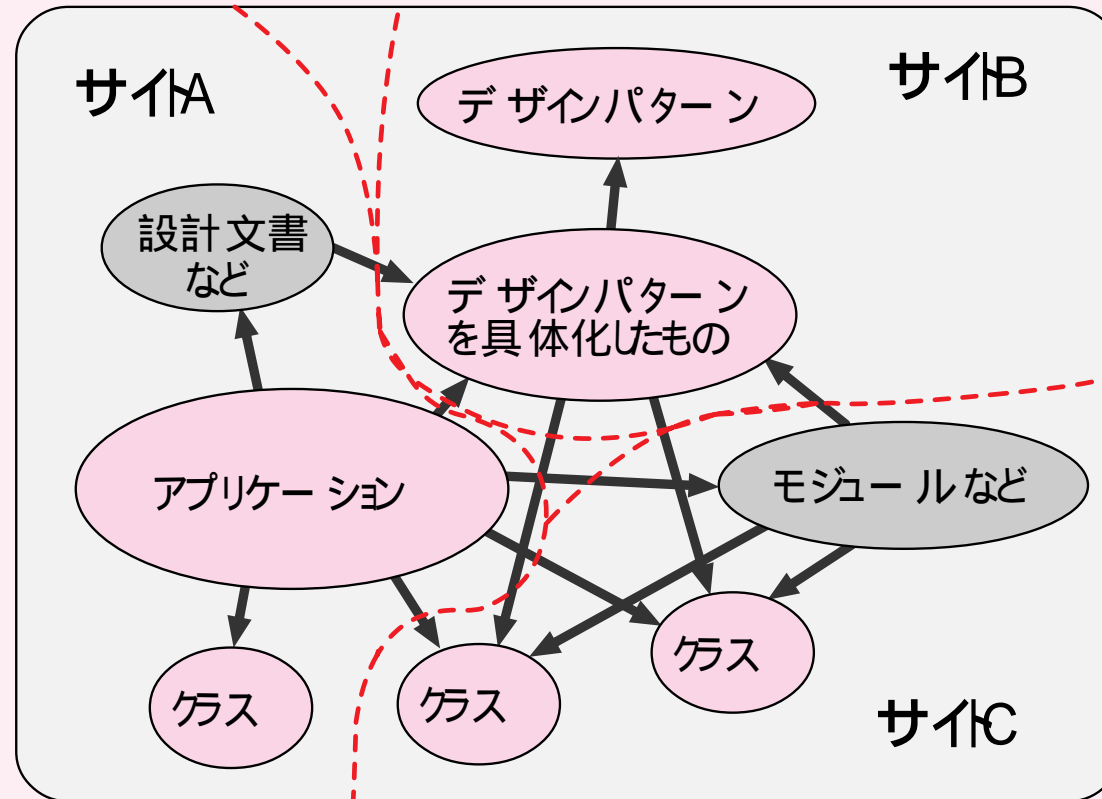 サイトA
サイトB
デザインパターン
設計文書
など
デザインパターン
を具体化したもの
アプリケーション
モジュールなど
クラス
クラス
クラス
サイトC